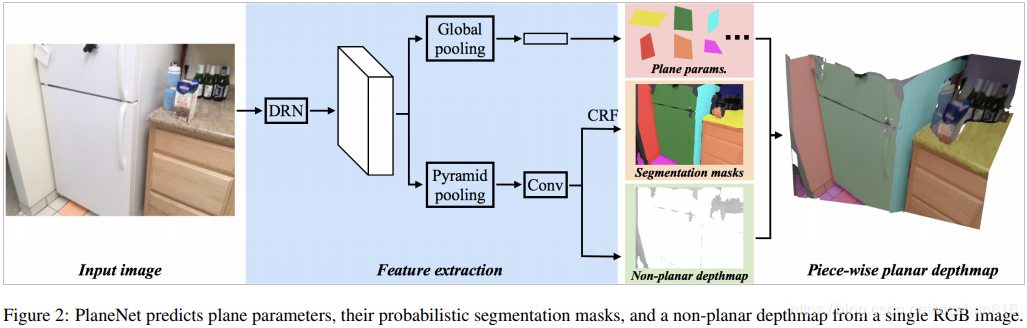 Global
pooling
Plane params.
DRN
CRF
Pyramid
pooling
Conv
Segmentation masks
Input image
Feature extraction
Non-planar depthmap
Piece-wise planar depthmap
Figure 2: PlaneNet predicts plane parameters, their probabilistic segmentation masks, and a non-planar depthmap from a single RGB image.